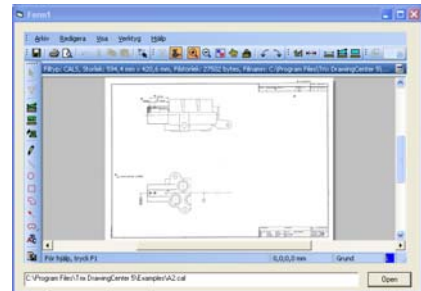 Form1
Arkiv Redigera Visa Verktyg Hjälp
Filtyp: CALS, Storlek: 594,4 mm x 420,6 mm, Filstorlek: 27502 bytes, Filnamn: C:\Program Files\Trix DrawingCenter 5\...
För hjälp, tryck F1
0,0;0,0 mm
Grund
C:\Program Files\Trix DrawingCenter 5\Examples\A2.cal
Open